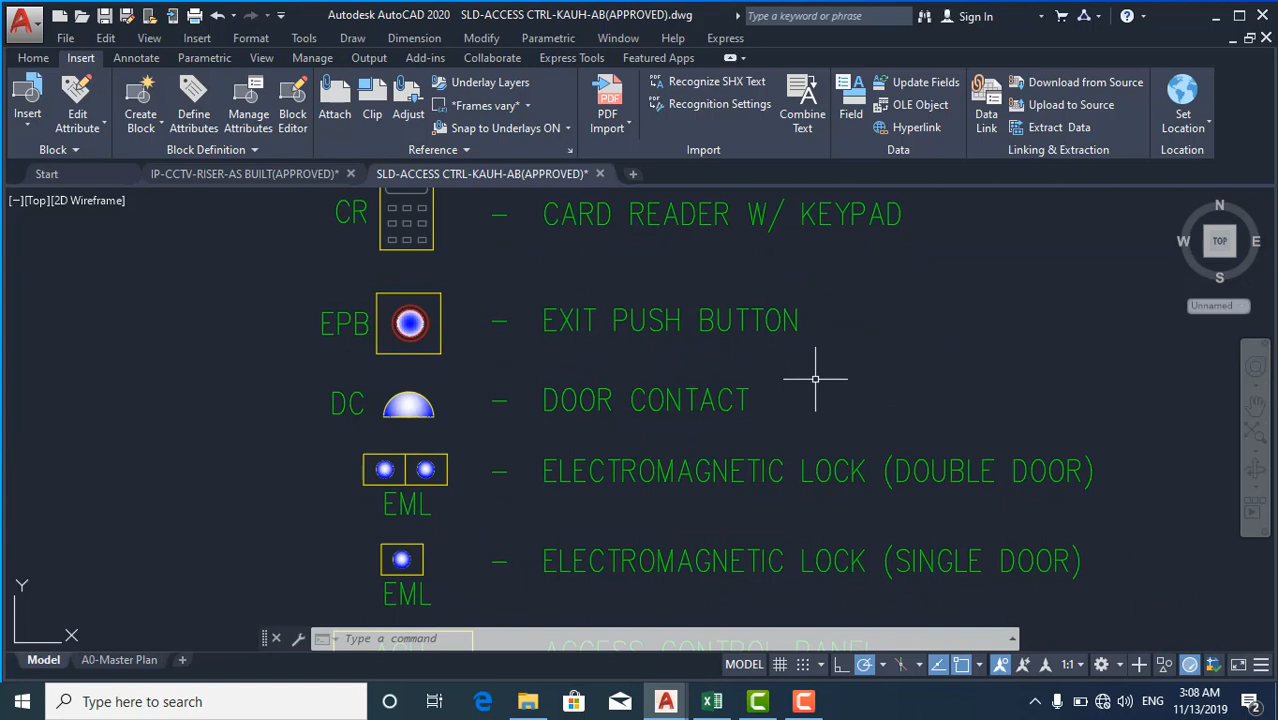 Autodesk AutoCAD 2020 SLD-ACCESS CTRL-KAUH-AB(APPROVED).dwg Type a keyword or phrase Sign In
File Edit View Insert Format Tools Draw Dimension Modify Parametric Window Help Express
Home Insert Annotate Parametric View Manage Output Add-ins Collaborate Express Tools Featured Apps
Insert
Edit Attribute
Block
Create Block
Define Attributes
Manage Attributes
Block Editor
Block Definition
Attach
Clip
Adjust
Underlay Layers
*Frames vary*
Snap to Underlays ON
Reference
PDF
PDF Import
Recognize SHX Text
Recognition Settings
Combine Text
Import
Field
Update Fields
OLE Object
Hyperlink
Data
Data Link
Download from Source
Upload to Source
Extract Data
Linking & Extraction
Set Location
Location
Start IP-CCTV-RISER-AS BUILT(APPROVED)* SLD-ACCESS CTRL-KAUH-AB(APPROVED)*
[−][Top][2D Wireframe]
N
W TOP E
S
Unnamed
CR – CARD READER W/ KEYPAD
EPB – EXIT PUSH BUTTON
DC – DOOR CONTACT
– ELECTROMAGNETIC LOCK (DOUBLE DOOR)
EML
– ELECTROMAGNETIC LOCK (SINGLE DOOR)
EML
ACU ACCESS CONTROL PANEL
Y
X
Type a command
Model A0-Master Plan MODEL 1:1
Type here to search ENG 3:08 AM
11/13/2019 2